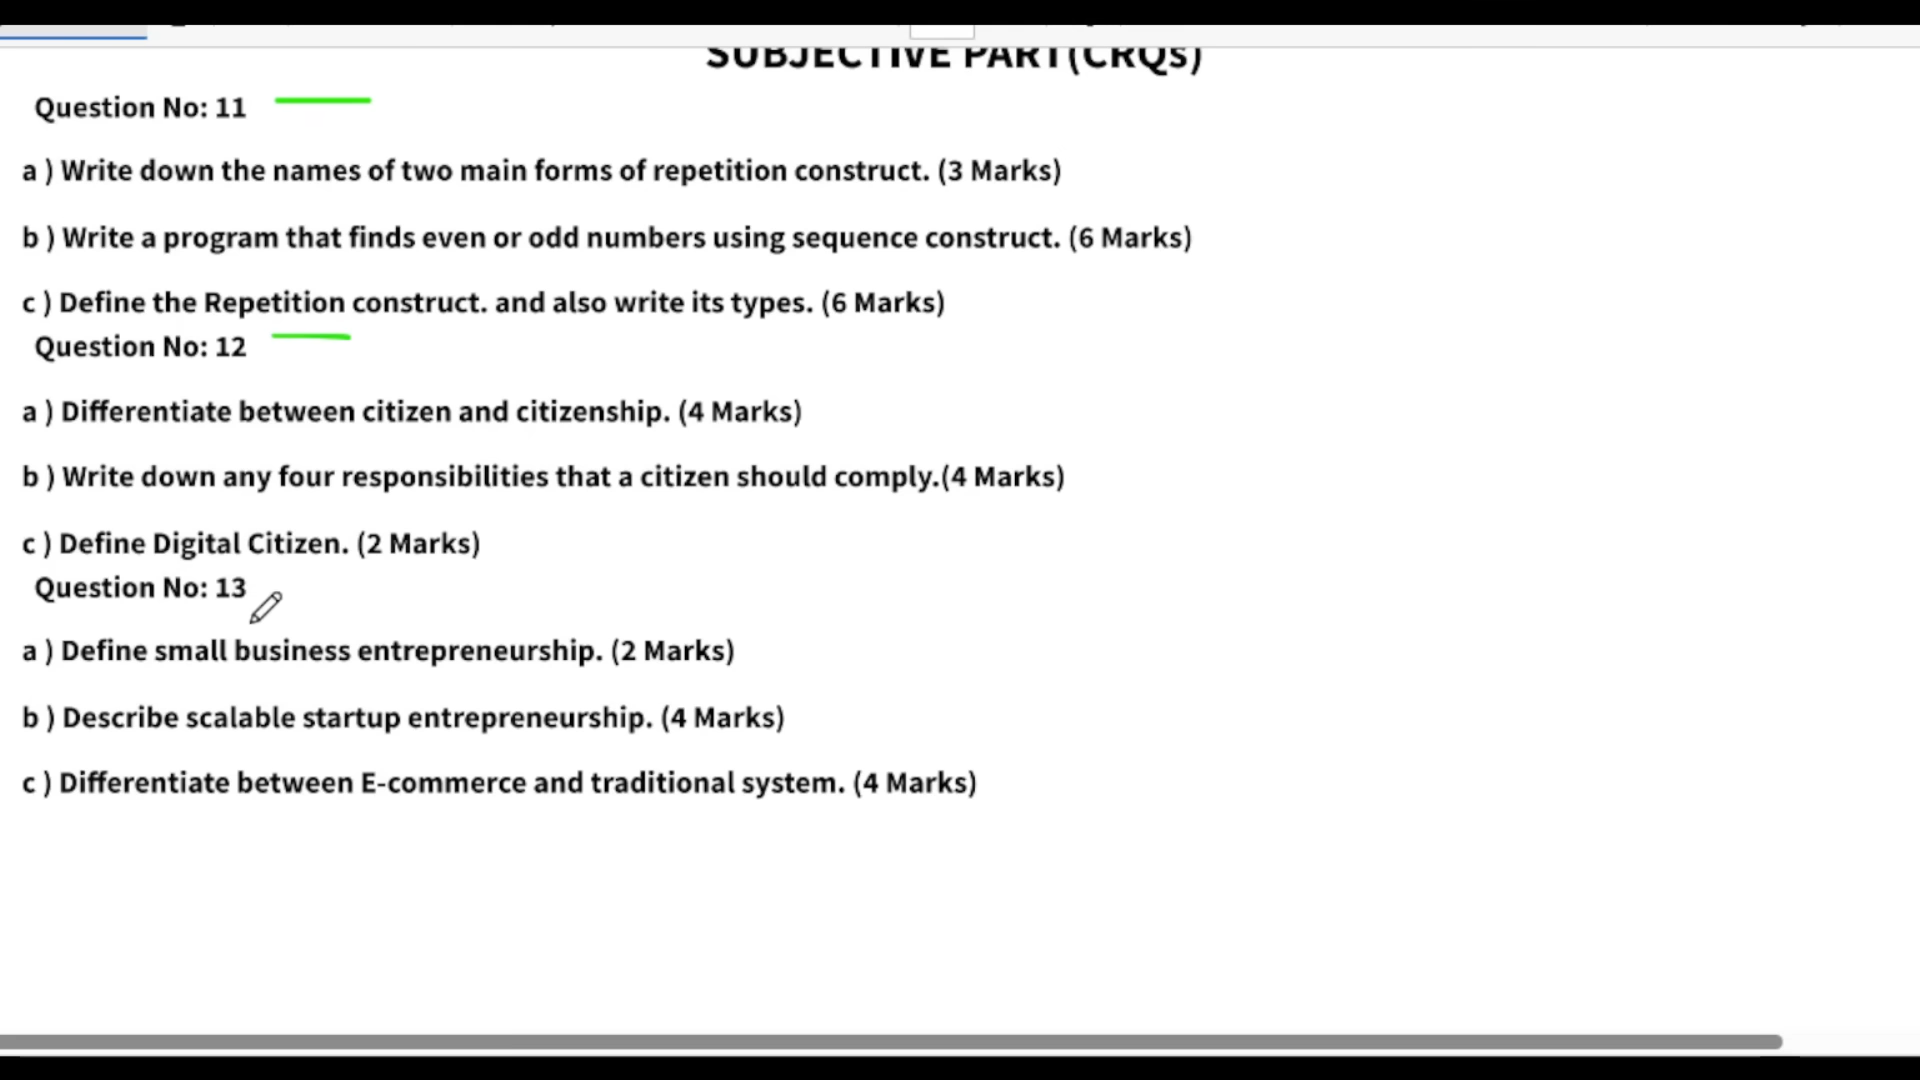 SUBJECTIVE PART(CRQs)
Question No: 11
a ) Write down the names of two main forms of repetition construct. (3 Marks)
b ) Write a program that finds even or odd numbers using sequence construct. (6 Marks)
c ) Define the Repetition construct. and also write its types. (6 Marks)
Question No: 12
a ) Differentiate between citizen and citizenship. (4 Marks)
b ) Write down any four responsibilities that a citizen should comply.(4 Marks)
c ) Define Digital Citizen. (2 Marks)
Question No: 13
a ) Define small business entrepreneurship. (2 Marks)
b ) Describe scalable startup entrepreneurship. (4 Marks)
c ) Differentiate between E-commerce and traditional system. (4 Marks)